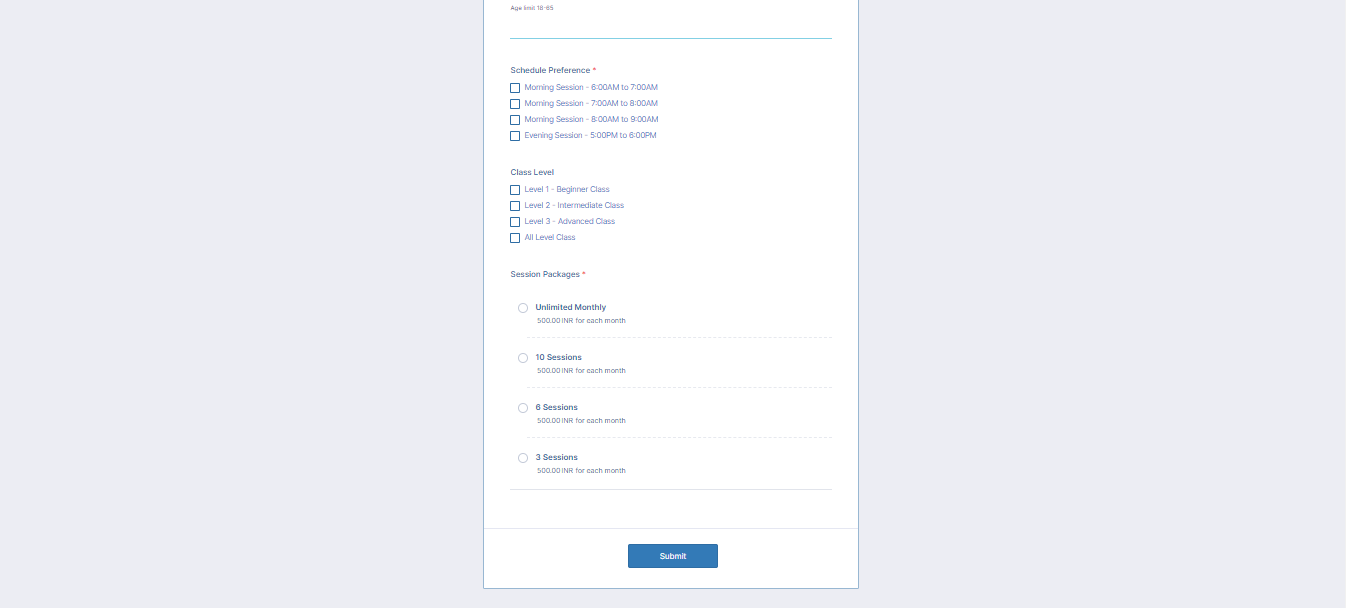 Age limit 18-65
Schedule Preference *
Morning Session - 6:00AM to 7:00AM
Morning Session - 7:00AM to 8:00AM
Morning Session - 8:00AM to 9:00AM
Evening Session - 5:00PM to 6:00PM
Class Level
Level 1 - Beginner Class
Level 2 - Intermediate Class
Level 3 - Advanced Class
All Level Class
Session Packages *
Unlimited Monthly
500.00 INR for each month
10 Sessions
500.00 INR for each month
6 Sessions
500.00 INR for each month
3 Sessions
500.00 INR for each month
Submit